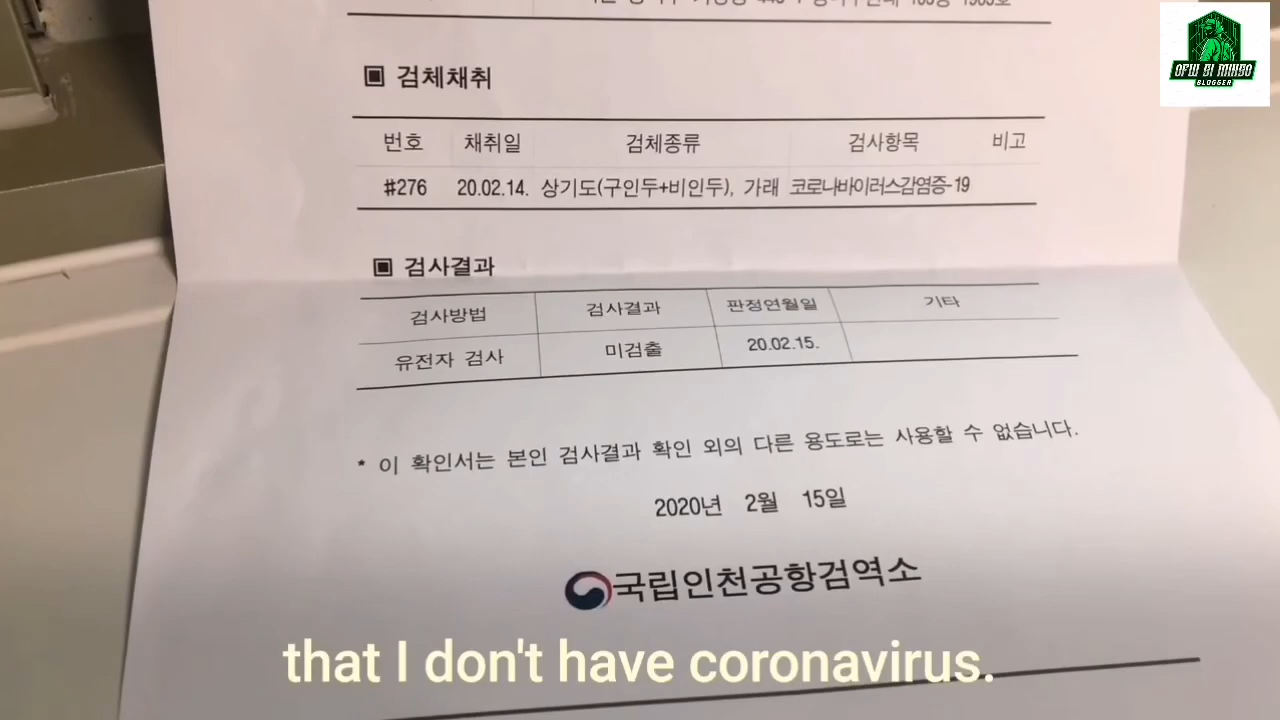 OFW SI MINSO
BLOGGER
▣ 검체채취
번호 채취일 검체종류 검사항목 비고
#276 20.02.14. 상기도(구인두+비인두), 가래 코로나바이러스감염증-19
▣ 검사결과
검사방법 검사결과 판정연월일 기타
유전자 검사 미검출 20.02.15.
* 이 확인서는 본인 검사결과 확인 외의 다른 용도로는 사용할 수 없습니다.
2020년 2월 15일
국립인천공항검역소
that I don't have coronavirus.